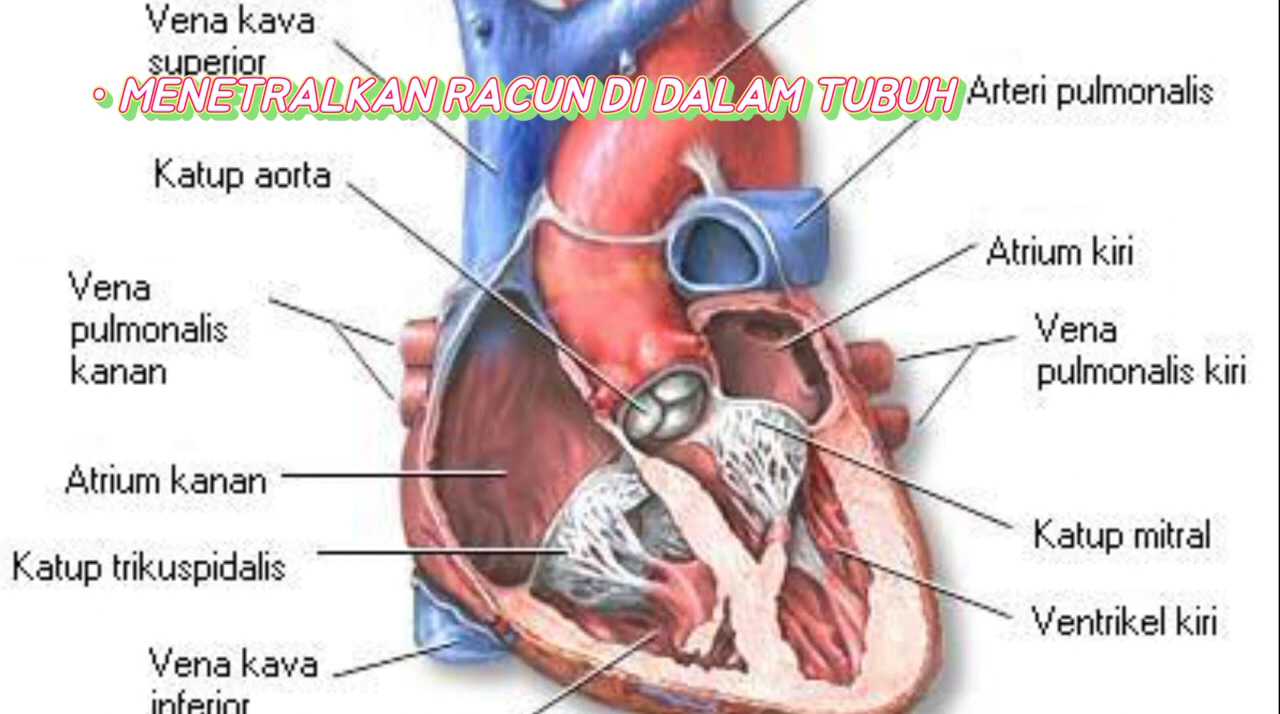 Vena kava
superior
• MENETRALKAN RACUN DI DALAM TUBUH
Arteri pulmonalis
Katup aorta
Atrium kiri
Vena
pulmonalis
kanan
Vena
pulmonalis kiri
Atrium kanan
Katup mitral
Katup trikuspidalis
Ventrikel kiri
Vena kava
inferior